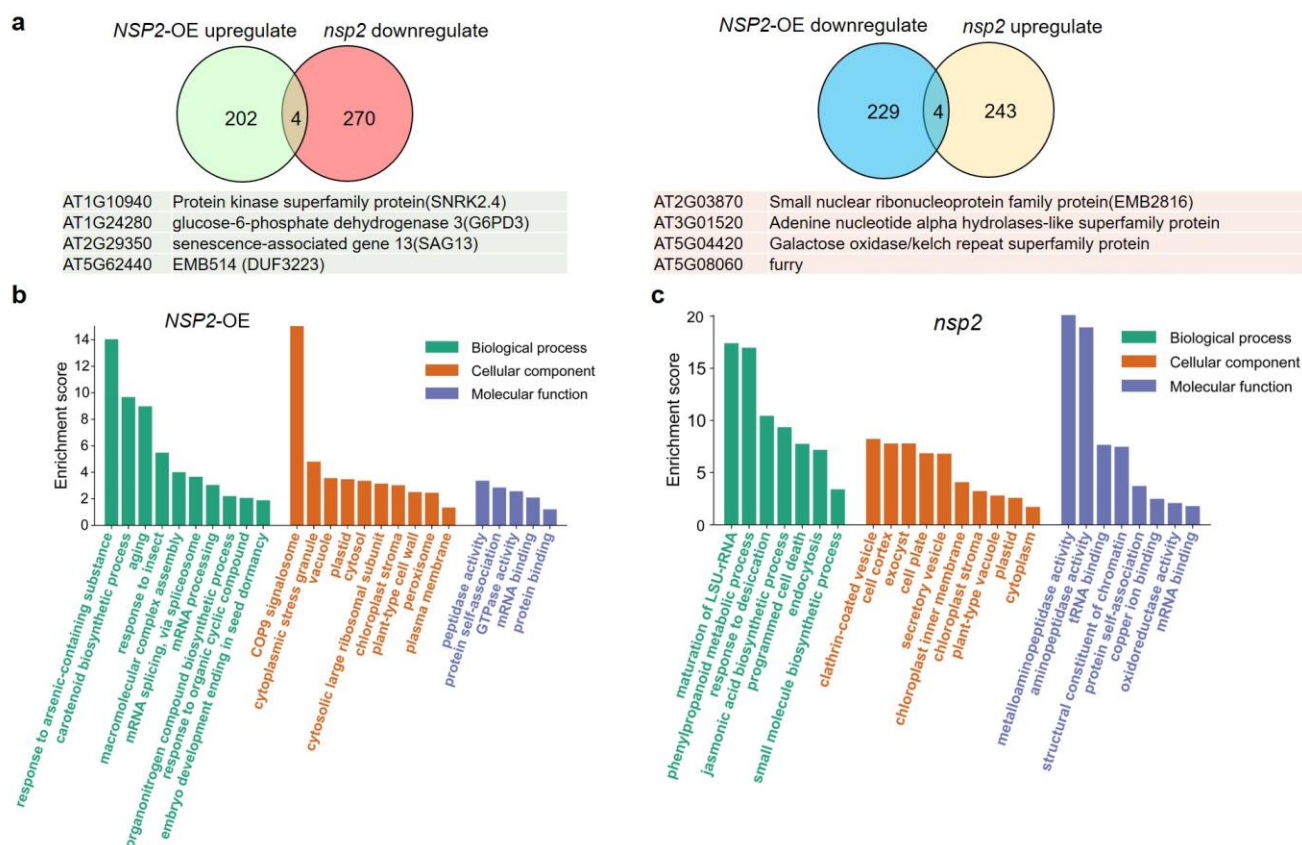 a
NSP2-OE upregulate
nsp2 downregulate
202
4
270
AT1G10940 Protein kinase superfamily protein(SNRK2.4)
AT1G24280 glucose-6-phosphate dehydrogenase 3(G6PD3)
AT2G29350 senescence-associated gene 13(SAG13)
AT5G62440 EMB514 (DUF3223)
NSP2-OE downregulate
nsp2 upregulate
229
4
243
AT2G03870 Small nuclear ribonucleoprotein family protein(EMB2816)
AT3G01520 Adenine nucleotide alpha hydrolases-like superfamily protein
AT5G04420 Galactose oxidase/kelch repeat superfamily protein
AT5G08060 furry
b
NSP2-OE
Enrichment score
14
12
10
8
6
4
2
0
Biological process
Cellular component
Molecular function
response to arsenic-containing substance
carotenoid biosynthetic process
aging
response to insect
macromolecular complex assembly
mRNA splicing, via spliceosome
mRNA processing
organonitrogen compound biosynthetic process
response to organic cyclic compound
embryo development ending in seed dormancy
COP9 signalosome
cytoplasmic stress granule
vacuole
plastid
cytosol
cytosolic large ribosomal subunit
chloroplast stroma
plant-type cell wall
peroxisome
plasma membrane
peptidase activity
protein self-association
GTPase activity
mRNA binding
protein binding
c
nsp2
Enrichment score
20
15
10
5
0
Biological process
Cellular component
Molecular function
maturation of LSU-rRNA
phenylpropanoid metabolic process
response to desiccation
jasmonic acid biosynthetic process
programmed cell death
endocytosis
small molecule biosynthetic process
clathrin-coated vesicle
cell cortex
exocyst
cell plate
secretory vesicle
chloroplast inner membrane
chloroplast stroma
plant-type vacuole
plastid
cytoplasm
metalloaminopeptidase activity
aminopeptidase activity
tRNA binding
structural constituent of chromatin
protein self-association
copper ion binding
oxidoreductase activity
mRNA binding